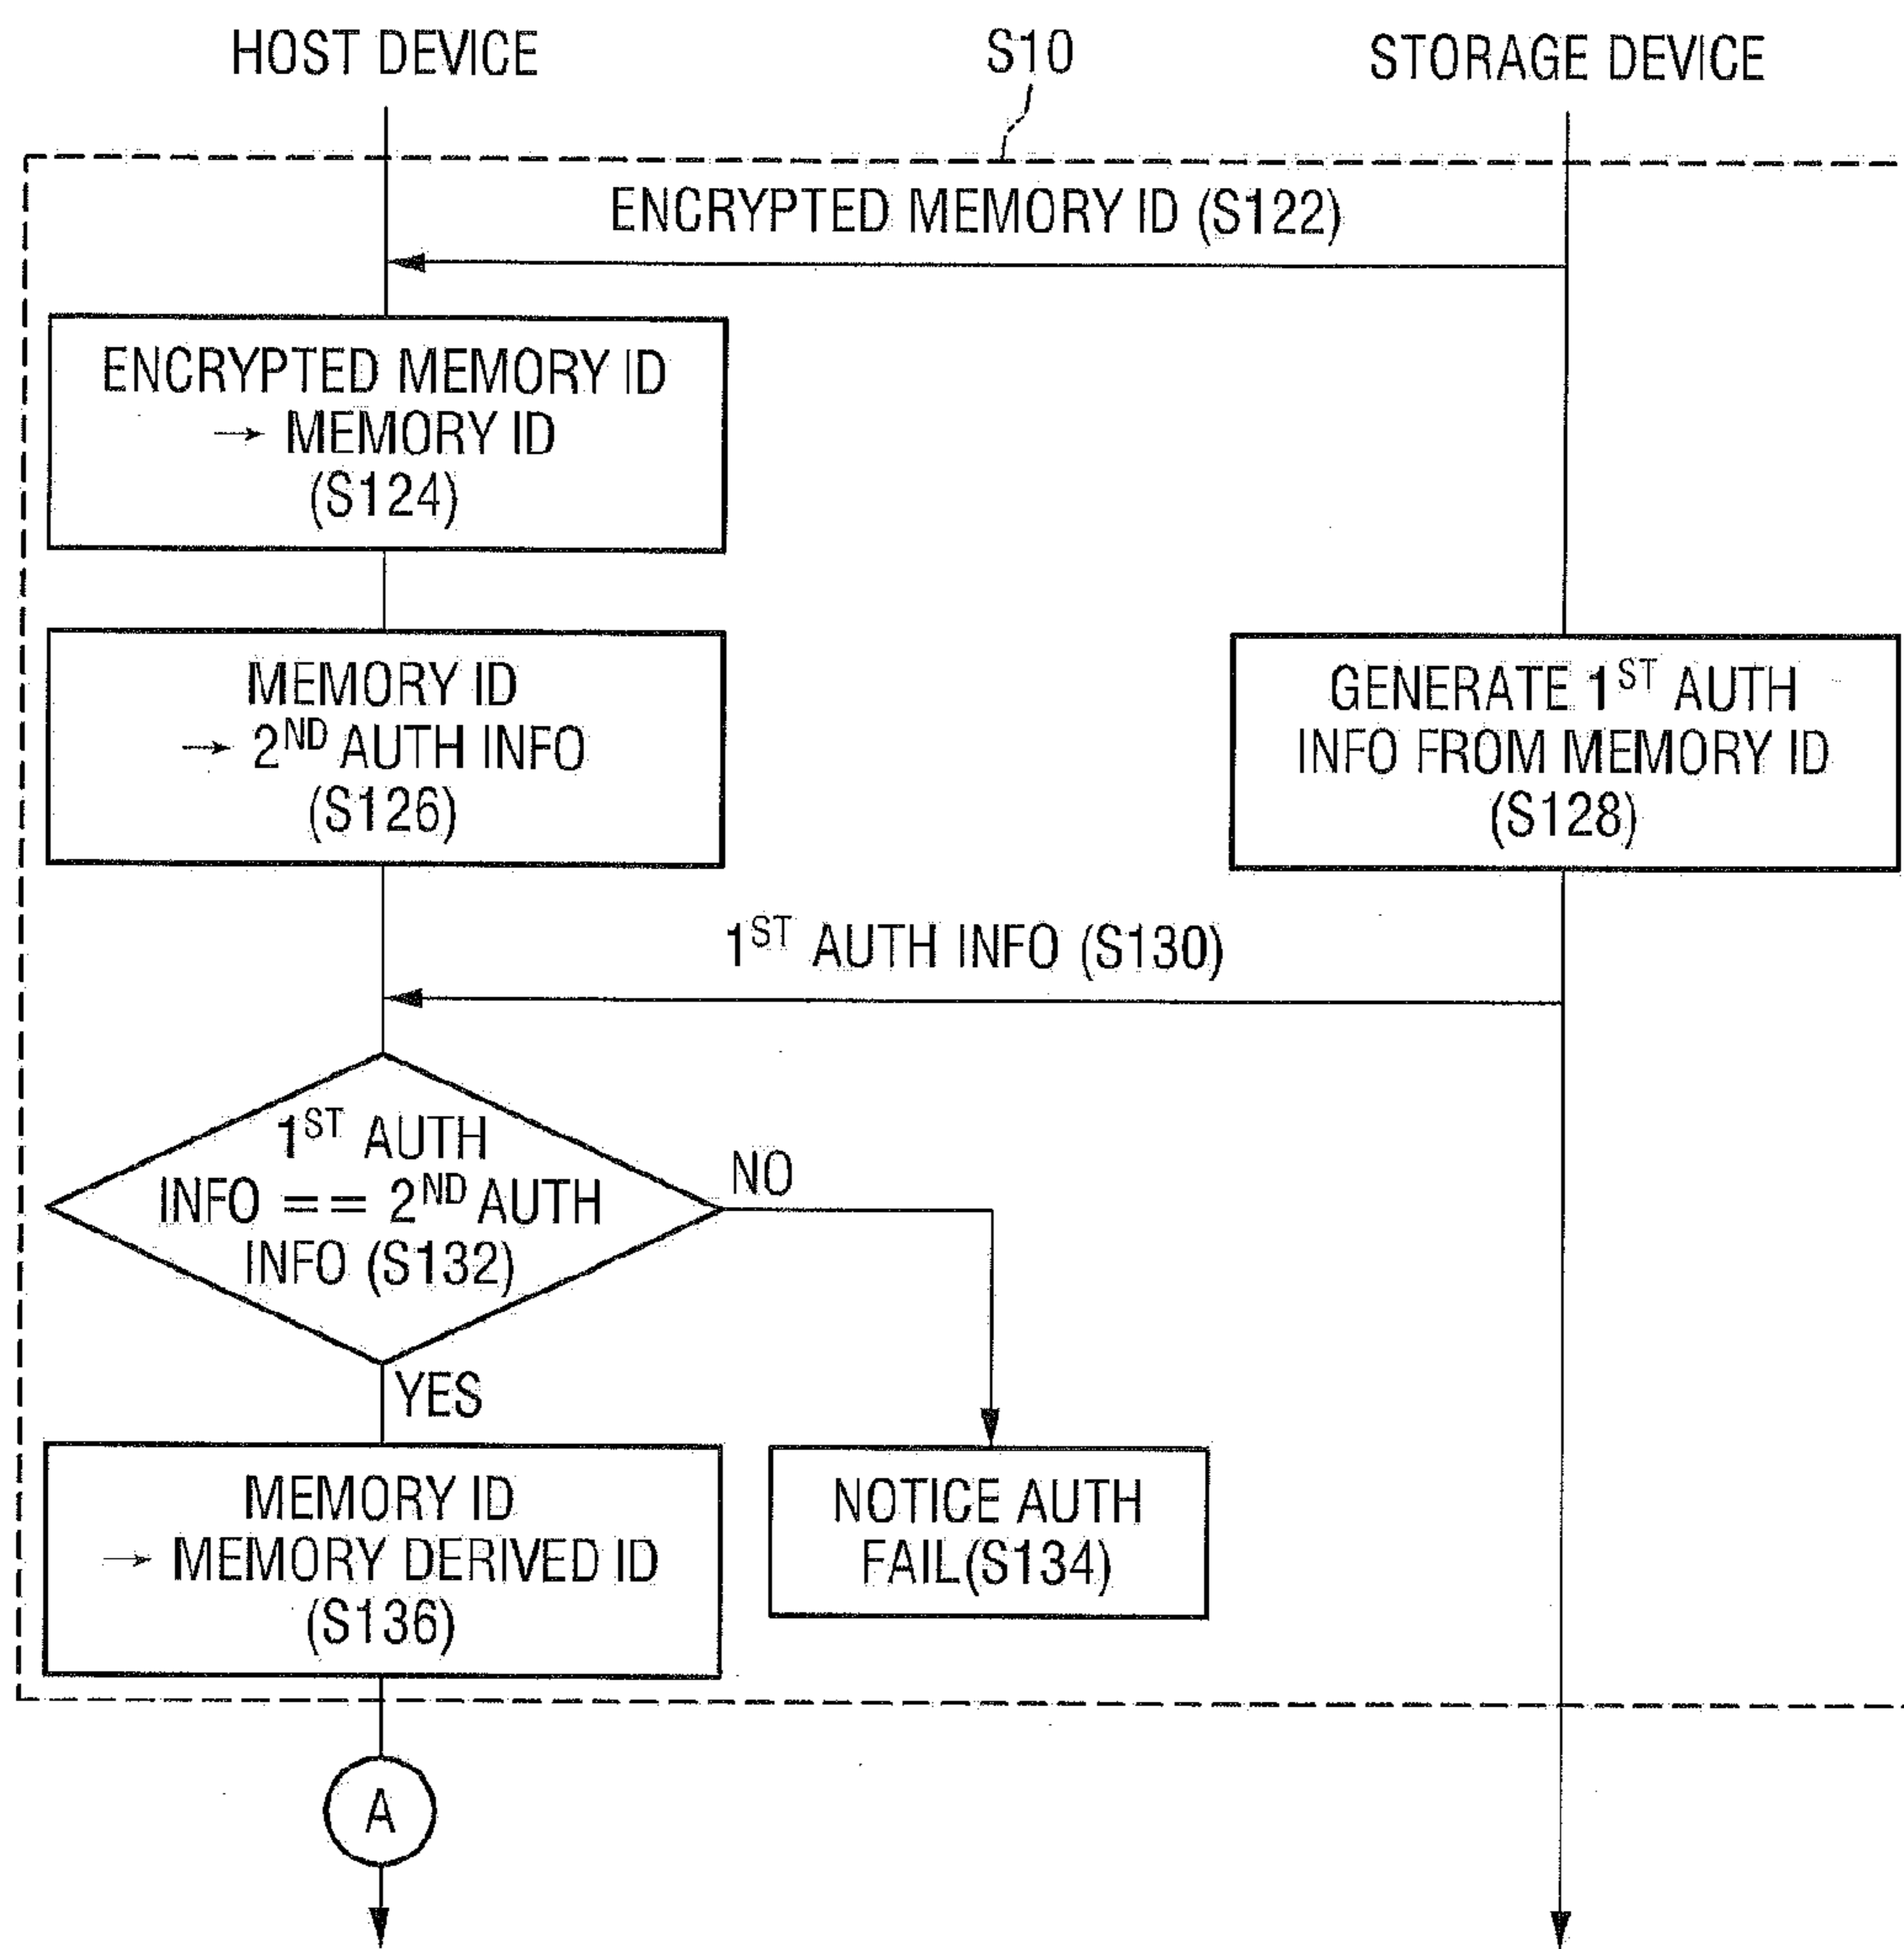 HOST DEVICE
S10
STORAGE DEVICE
ENCRYPTED MEMORY ID (S122)
ENCRYPTED MEMORY ID
→ MEMORY ID
(S124)
MEMORY ID
→ 2ND AUTH INFO
(S126)
GENERATE 1ST AUTH
INFO FROM MEMORY ID
(S128)
1ST AUTH INFO (S130)
1ST AUTH
INFO == 2ND AUTH
INFO (S132)
NO
YES
MEMORY ID
→ MEMORY DERIVED ID
(S136)
NOTICE AUTH
FAIL(S134)
A